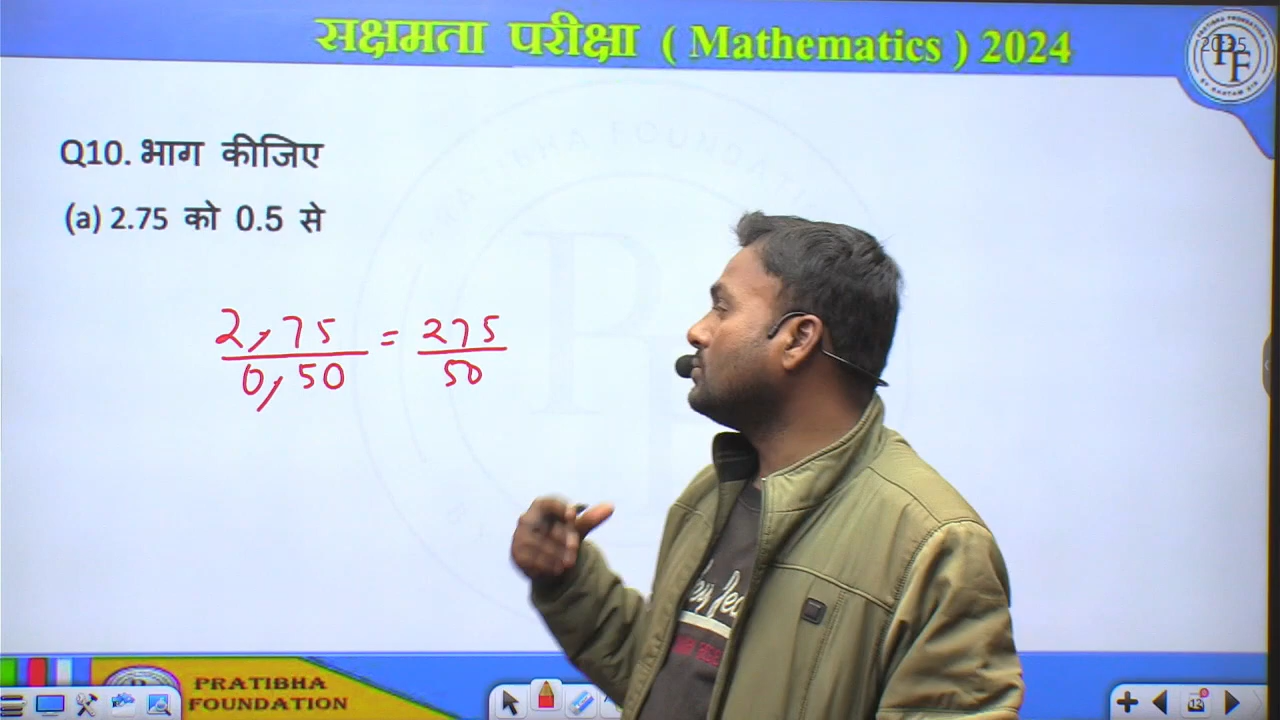 सक्षमता परीक्षा ( Mathematics ) 2024
Q10. भाग कीजिए
(a) 2.75 को 0.5 से
2,75 = 275
0,50 50
PRATIBHA
FOUNDATION